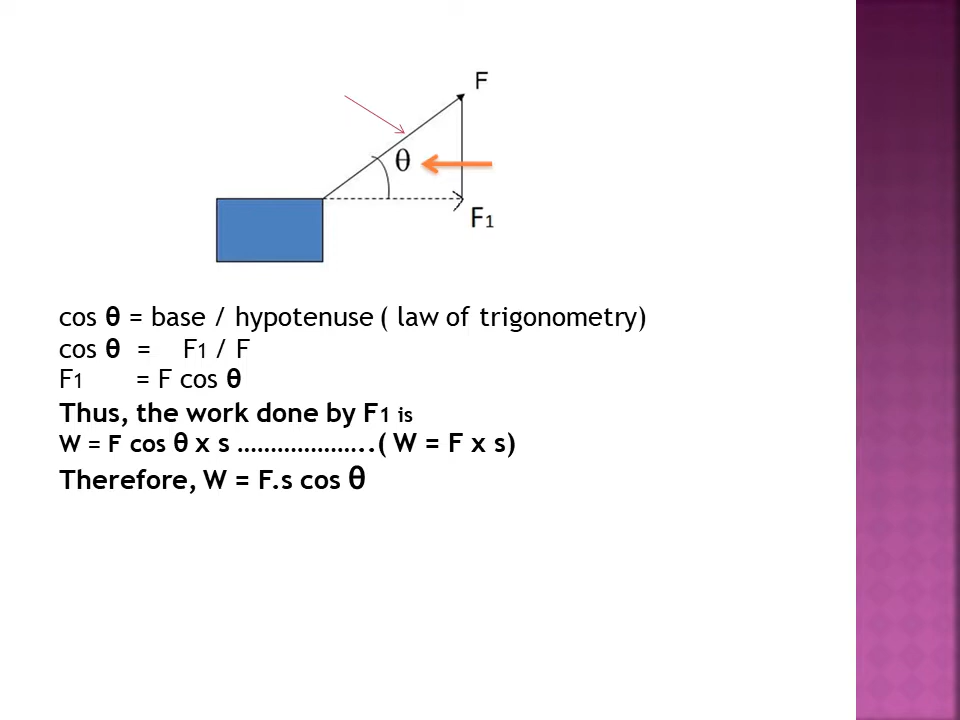 F
θ
F1
cos θ = base / hypotenuse ( law of trigonometry)
cos θ = F1 / F
F1 = F cos θ
Thus, the work done by F1 is
W = F cos θ x s …………………..( W = F x s)
Therefore, W = F.s cos θ